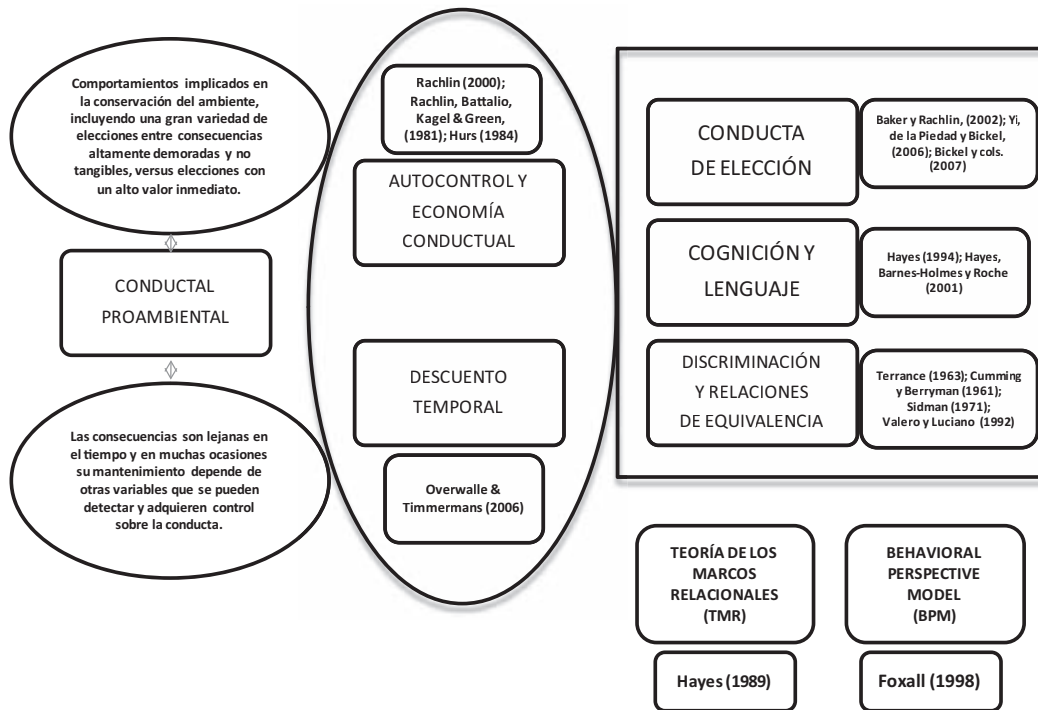 Comportamientos implicados en
la conservación del ambiente,
incluyendo una gran variedad de
elecciones entre consecuencias
altamente demoradas y no
tangibles, versus elecciones con
un alto valor inmediato.
CONDUCTAL
PROAMBIENTAL
Las consecuencias son lejanas en
el tiempo y en muchas ocasiones
su mantenimiento depende de
otras variables que se pueden
detectar y adquieren control
sobre la conducta.
Rachlin (2000);
Rachlin, Battalio,
Kagel & Green,
(1981); Hurs (1984)
AUTOCONTROL Y
ECONOMÍA
CONDUCTUAL
DESCUENTO
TEMPORAL
Overwalle &
Timmermans (2006)
CONDUCTA
DE ELECCIÓN
Baker y Rachlin, (2002); Yi,
de la Piedad y Bickel,
(2006); Bickel y cols.
(2007)
COGNICIÓN Y
LENGUAJE
Hayes (1994); Hayes,
Barnes-Holmes y Roche
(2001)
DISCRIMINACIÓN
Y RELACIONES
DE EQUIVALENCIA
Terrance (1963); Cumming
y Berryman (1961);
Sidman (1971);
Valero y Luciano (1992)
TEORÍA DE LOS
MARCOS
RELACIONALES
(TMR)
Hayes (1989)
BEHAVIORAL
PERSPECTIVE
MODEL
(BPM)
Foxall (1998)